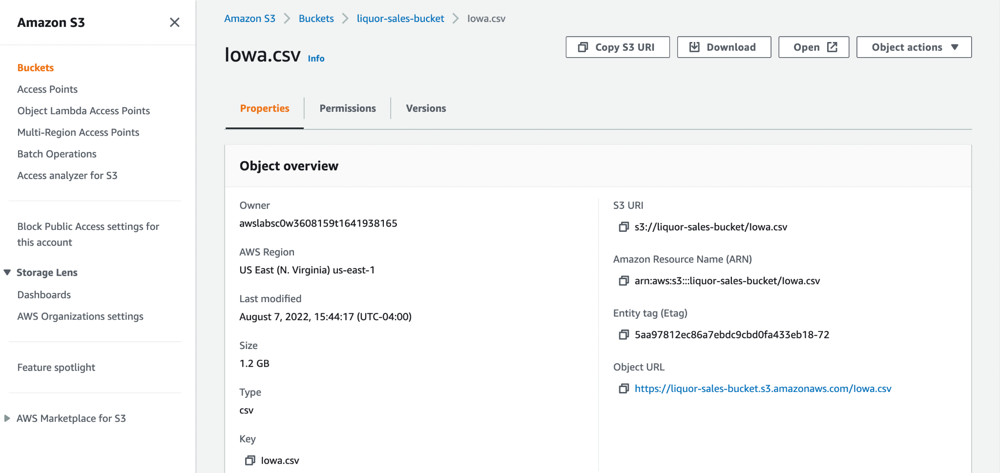 Amazon S3
Buckets
Access Points
Object Lambda Access Points
Multi-Region Access Points
Batch Operations
Access analyzer for S3
Block Public Access settings for
this account
Storage Lens
Dashboards
AWS Organizations settings
Feature spotlight
AWS Marketplace for S3
Amazon S3 Buckets liquor-sales-bucket Iowa.csv
Iowa.csv Info
Copy S3 URI Download Open Object actions
Properties Permissions Versions
Object overview
Owner
awslabsc0w3608159t1641938165
AWS Region
US East (N. Virginia) us-east-1
Last modified
August 7, 2022, 15:44:17 (UTC-04:00)
Size
1.2 GB
Type
csv
Key
Iowa.csv
S3 URI
s3://liquor-sales-bucket/Iowa.csv
Amazon Resource Name (ARN)
arn:aws:s3:::liquor-sales-bucket/Iowa.csv
Entity tag (Etag)
5aa97812ec86a7ebdc9cbd0fa433eb18-72
Object URL
https://liquor-sales-bucket.s3.amazonaws.com/Iowa.csv